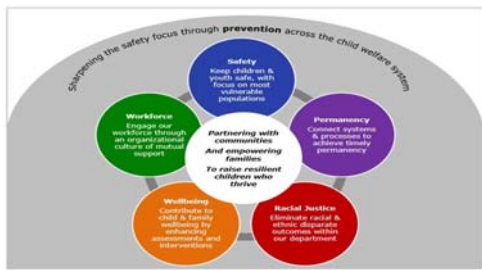 Sharpening the safety focus through prevention across the child welfare system
Safety
Keep children &
youth safe, with
focus on most
vulnerable
populations
Workforce
Engage our
workforce through
an organizational
culture of mutual
support
Partnering with
communities
And empowering
families
To raise resilient
children who
thrive
Permanency
Connect systems
& processes to
achieve timely
permanency
Wellbeing
Contribute to
child & family
wellbeing by
enhancing
assessments and
interventions
Racial Justice
Eliminate racial &
ethnic disparate
outcomes within
our department